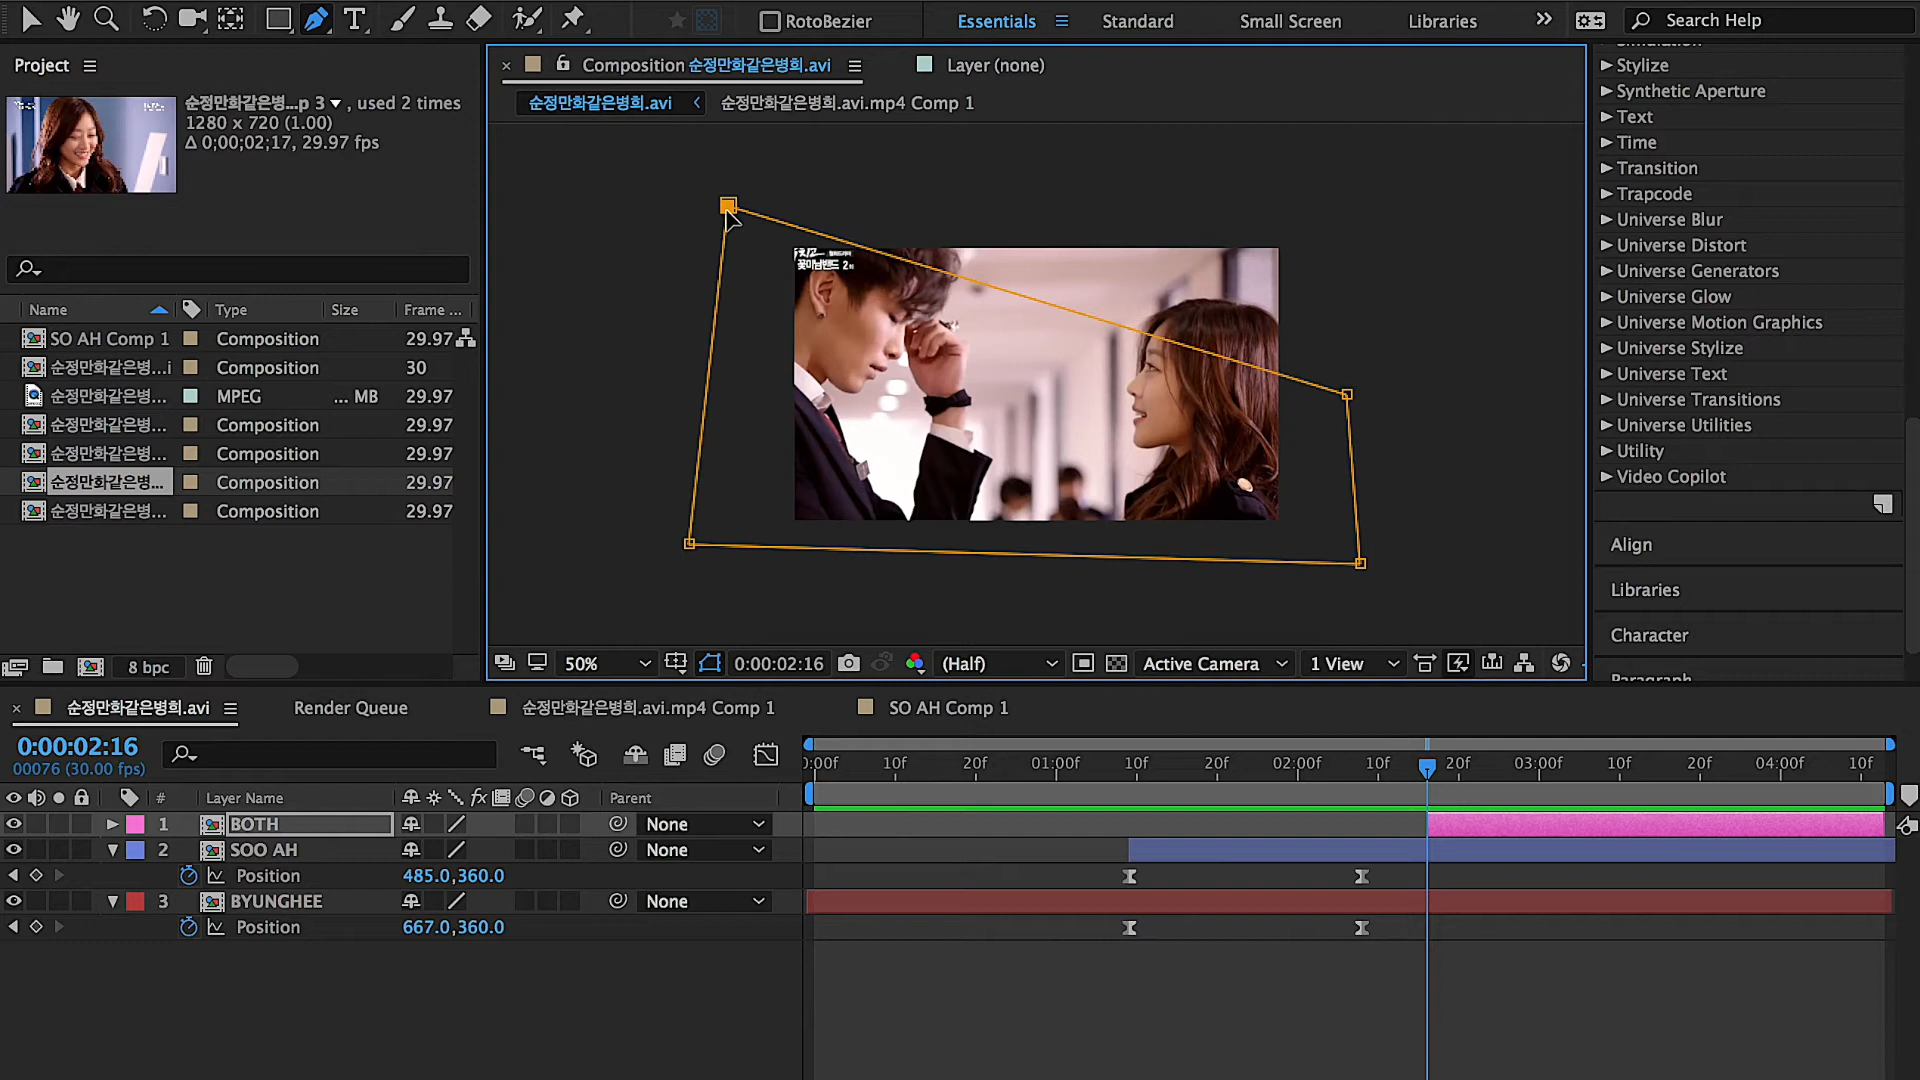 RotoBezier
Essentials
Standard
Small Screen
Libraries
Search Help
Project
순정만화같은병...p 3 ▼ , used 2 times
1280 x 720 (1.00)
Δ 0;00;02;17, 29.97 fps
Composition 순정만화같은병희.avi
Layer (none)
순정만화같은병희.avi
순정만화같은병희.avi.mp4 Comp 1
꽃미남밴드 2회
Name Type Size Frame ...
SO AH Comp 1 Composition 29.97
순정만화같은병...i Composition 30
순정만화같은병... MPEG ... MB 29.97
순정만화같은병... Composition 29.97
순정만화같은병... Composition 29.97
순정만화같은병... Composition 29.97
순정만화같은병... Composition 29.97
8 bpc
50%
0:00:02:16
(Half)
Active Camera
1 View
Stylize
Synthetic Aperture
Text
Time
Transition
Trapcode
Universe Blur
Universe Distort
Universe Generators
Universe Glow
Universe Motion Graphics
Universe Stylize
Universe Text
Universe Transitions
Universe Utilities
Utility
Video Copilot
Align
Libraries
Character
순정만화같은병희.avi
Render Queue
순정만화같은병희.avi.mp4 Comp 1
SO AH Comp 1
0:00:02:16
00076 (30.00 fps)
):00f 10f 20f 01:00f 10f 20f 02:00f 10f 20f 03:00f 10f 20f 04:00f 10f
# Layer Name fx Parent
1 BOTH None
2 SOO AH None
Position 485.0,360.0
3 BYUNGHEE None
Position 667.0,360.0